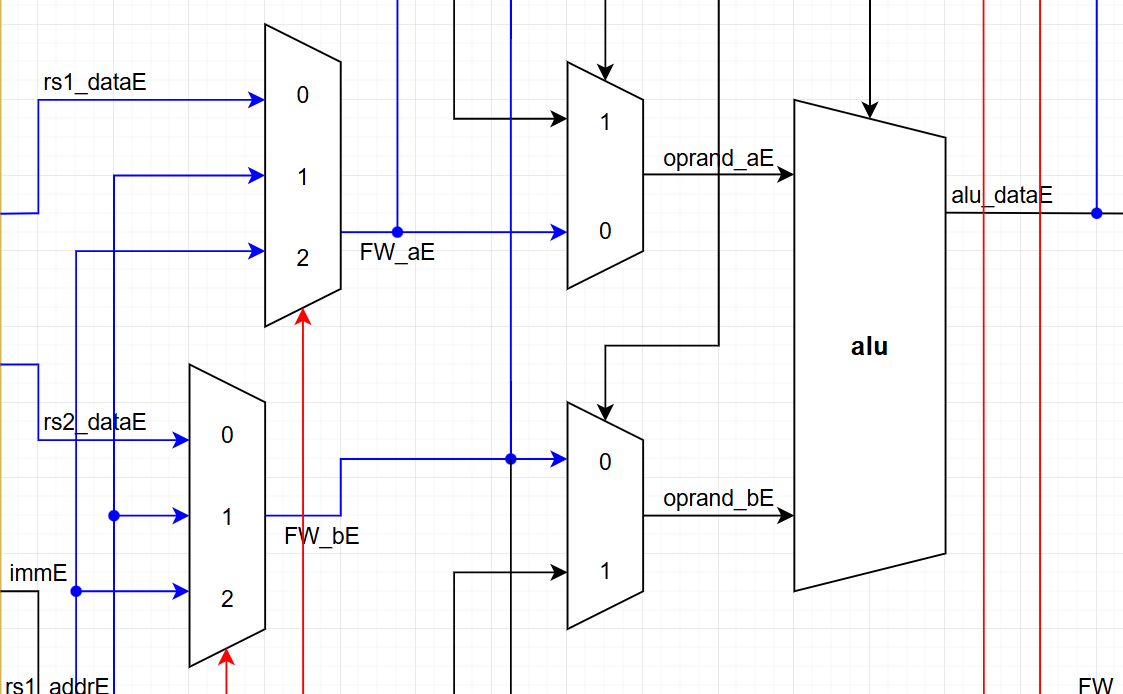 rs1_dataE
0
1
2
FW_aE
1
0
oprand_aE
alu_dataE
alu
rs2_dataE
0
1
2
FW_bE
0
1
oprand_bE
immE
rs1_addrE
FW